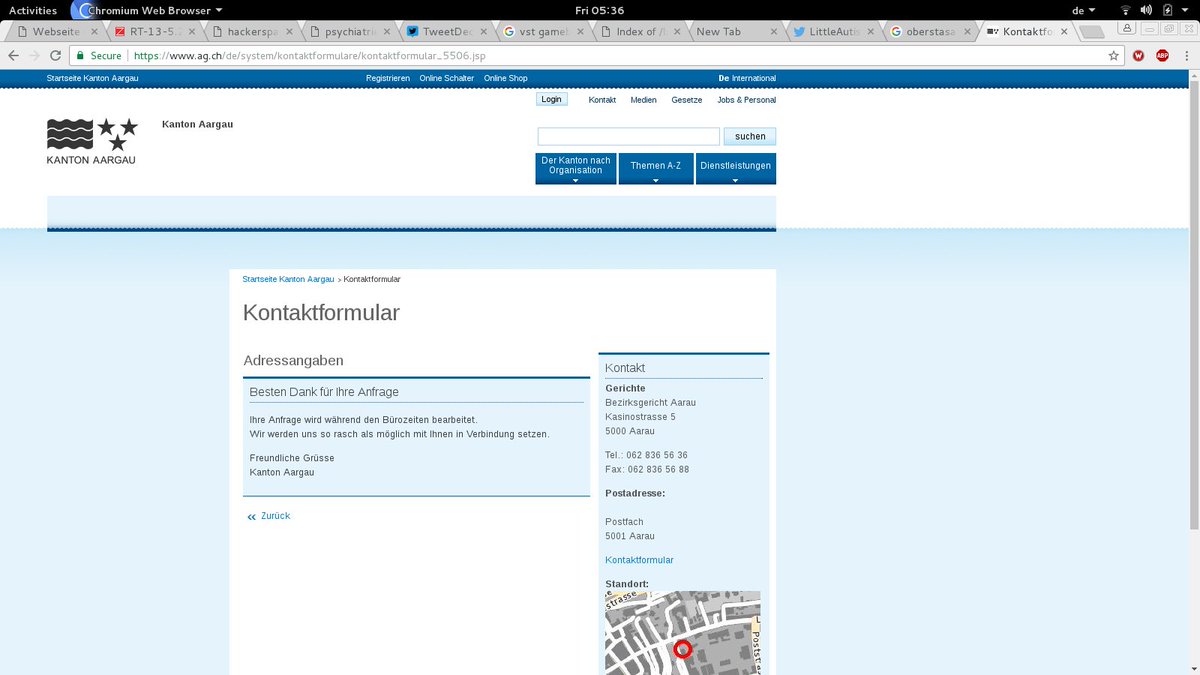 Activities
Chromium Web Browser
Fri 05:36
de
Webseite
RT-13-5.
hackerspa
psychiatri
TweetDec
vst gameb
Index of /
New Tab
LittleAutis
oberstasa
Kontaktfo
Secure
https://www.ag.ch/de/system/kontaktformulare/kontaktformular_5506.jsp
W
ABP
Startseite Kanton Aargau
Registrieren Online Schalter Online Shop
De International
Login Kontakt Medien Gesetze Jobs & Personal
KANTON AARGAU
Kanton Aargau
suchen
Der Kanton nach
Organisation
Themen A-Z
Dienstleistungen
Startseite Kanton Aargau > Kontaktformular
Kontaktformular
Adressangaben
Besten Dank für Ihre Anfrage
Ihre Anfrage wird während den Bürozeiten bearbeitet.
Wir werden uns so rasch als möglich mit Ihnen in Verbindung setzen.
Freundliche Grüsse
Kanton Aargau
Zurück
Kontakt
Gerichte
Bezirksgericht Aarau
Kasinostrasse 5
5000 Aarau
Tel.: 062 836 56 36
Fax: 062 836 56 88
Postadresse:
Postfach
5001 Aarau
Kontaktformular
Standort:
strasse
Poststra